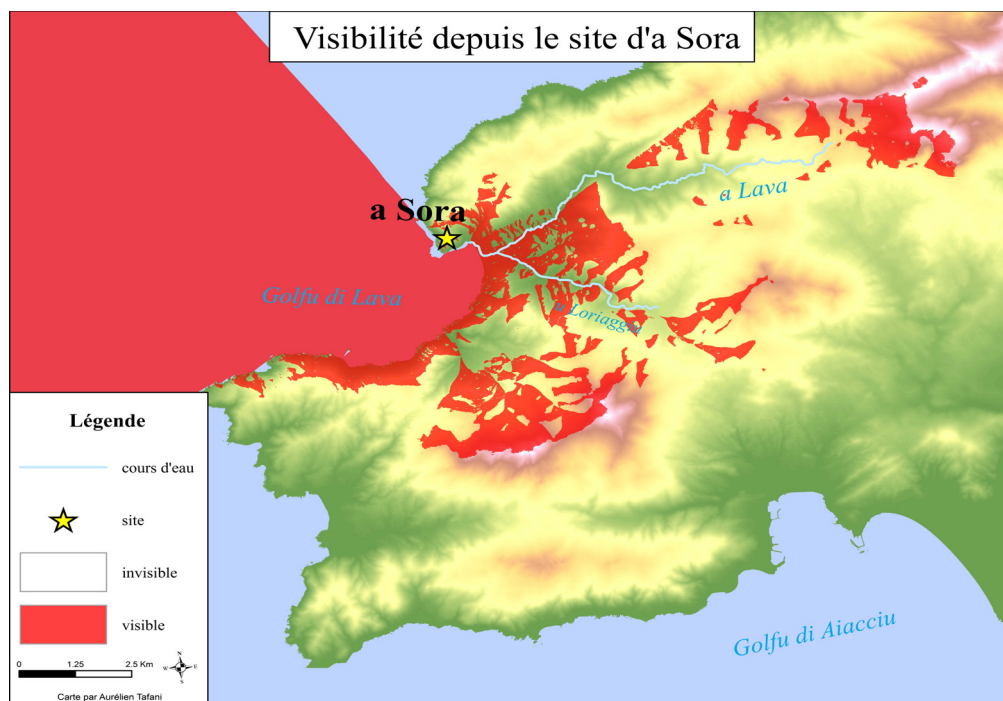 Visibilité depuis le site d'a Sora
a Lava
a Sora
Golfu di Lava
a Loriaggiu
Légende
cours d'eau
site
invisible
visible
0 1.25 2.5 Km
N
W E
S
Carte par Aurélien Tafani
Golfu di Aiacciu